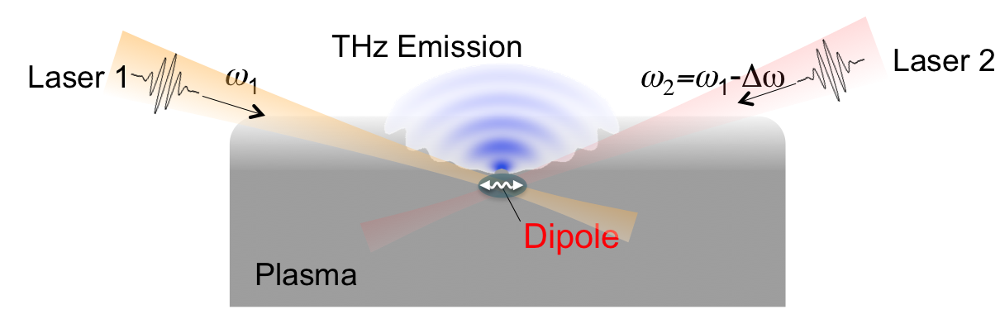 THz Emission
Laser 1
ω₁
ω₂=ω₁-Δω
Laser 2
Dipole
Plasma